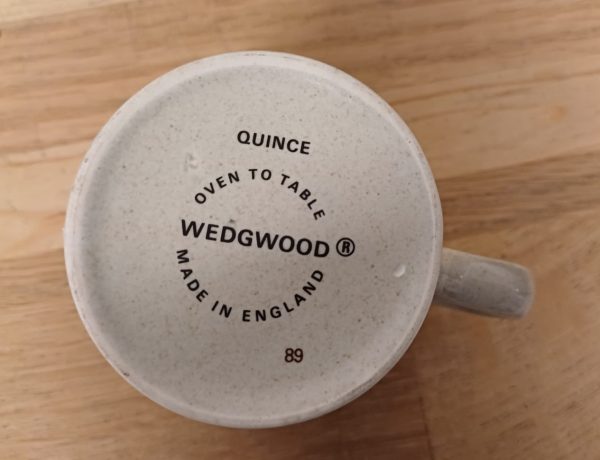 QUINCE
OVEN TO TABLE
WEDGWOOD ®
MADE IN ENGLAND
89